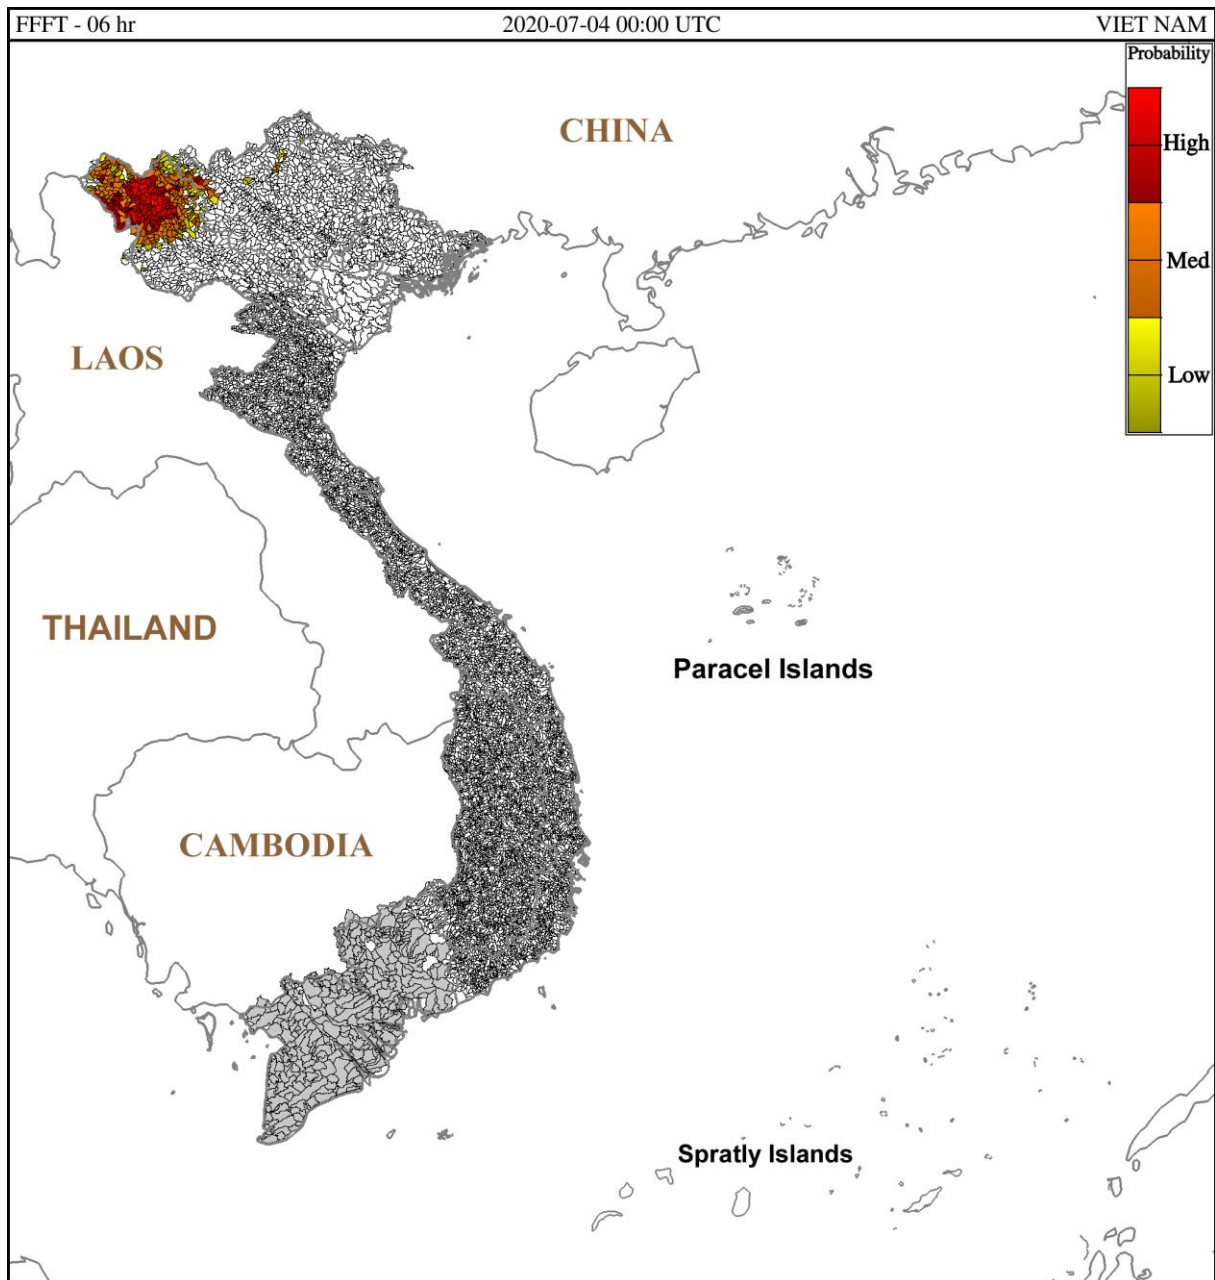 FFFT - 06 hr 2020-07-04 00:00 UTC VIET NAM
Probability
CHINA
High
Med
LAOS
Low
THAILAND
Paracel Islands
CAMBODIA
Spratly Islands